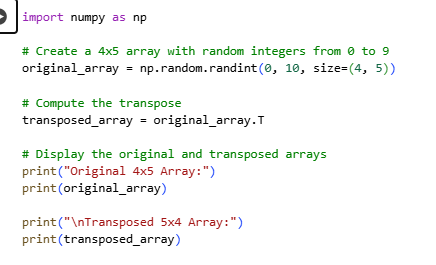 import numpy as np
# Create a 4x5 array with random integers from 0 to 9
original_array = np.random.randint(0, 10, size=(4, 5))
# Compute the transpose
transposed_array = original_array.T
# Display the original and transposed arrays
print("Original 4x5 Array:")
print(original_array)
print("\nTransposed 5x4 Array:")
print(transposed_array)